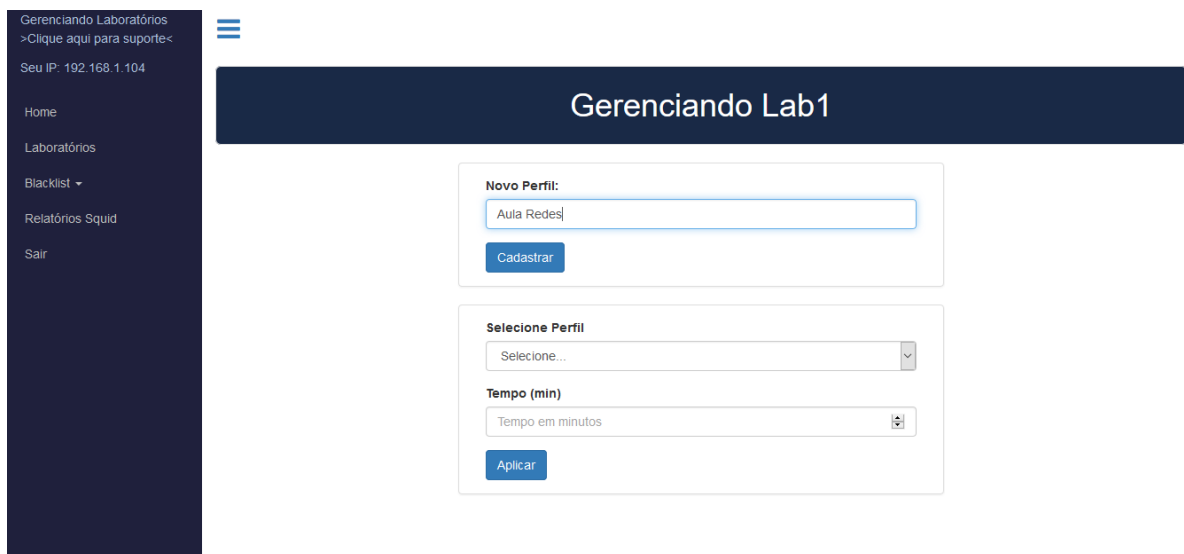 Gerenciando Laboratórios
>Clique aqui para suporte<
Seu IP: 192.168.1.104
Home
Laboratórios
Blacklist
Relatórios Squid
Sair
Gerenciando Lab1
Novo Perfil:
Aula Redes
Cadastrar
Selecione Perfil
Selecione...
Tempo (min)
Tempo em minutos
Aplicar